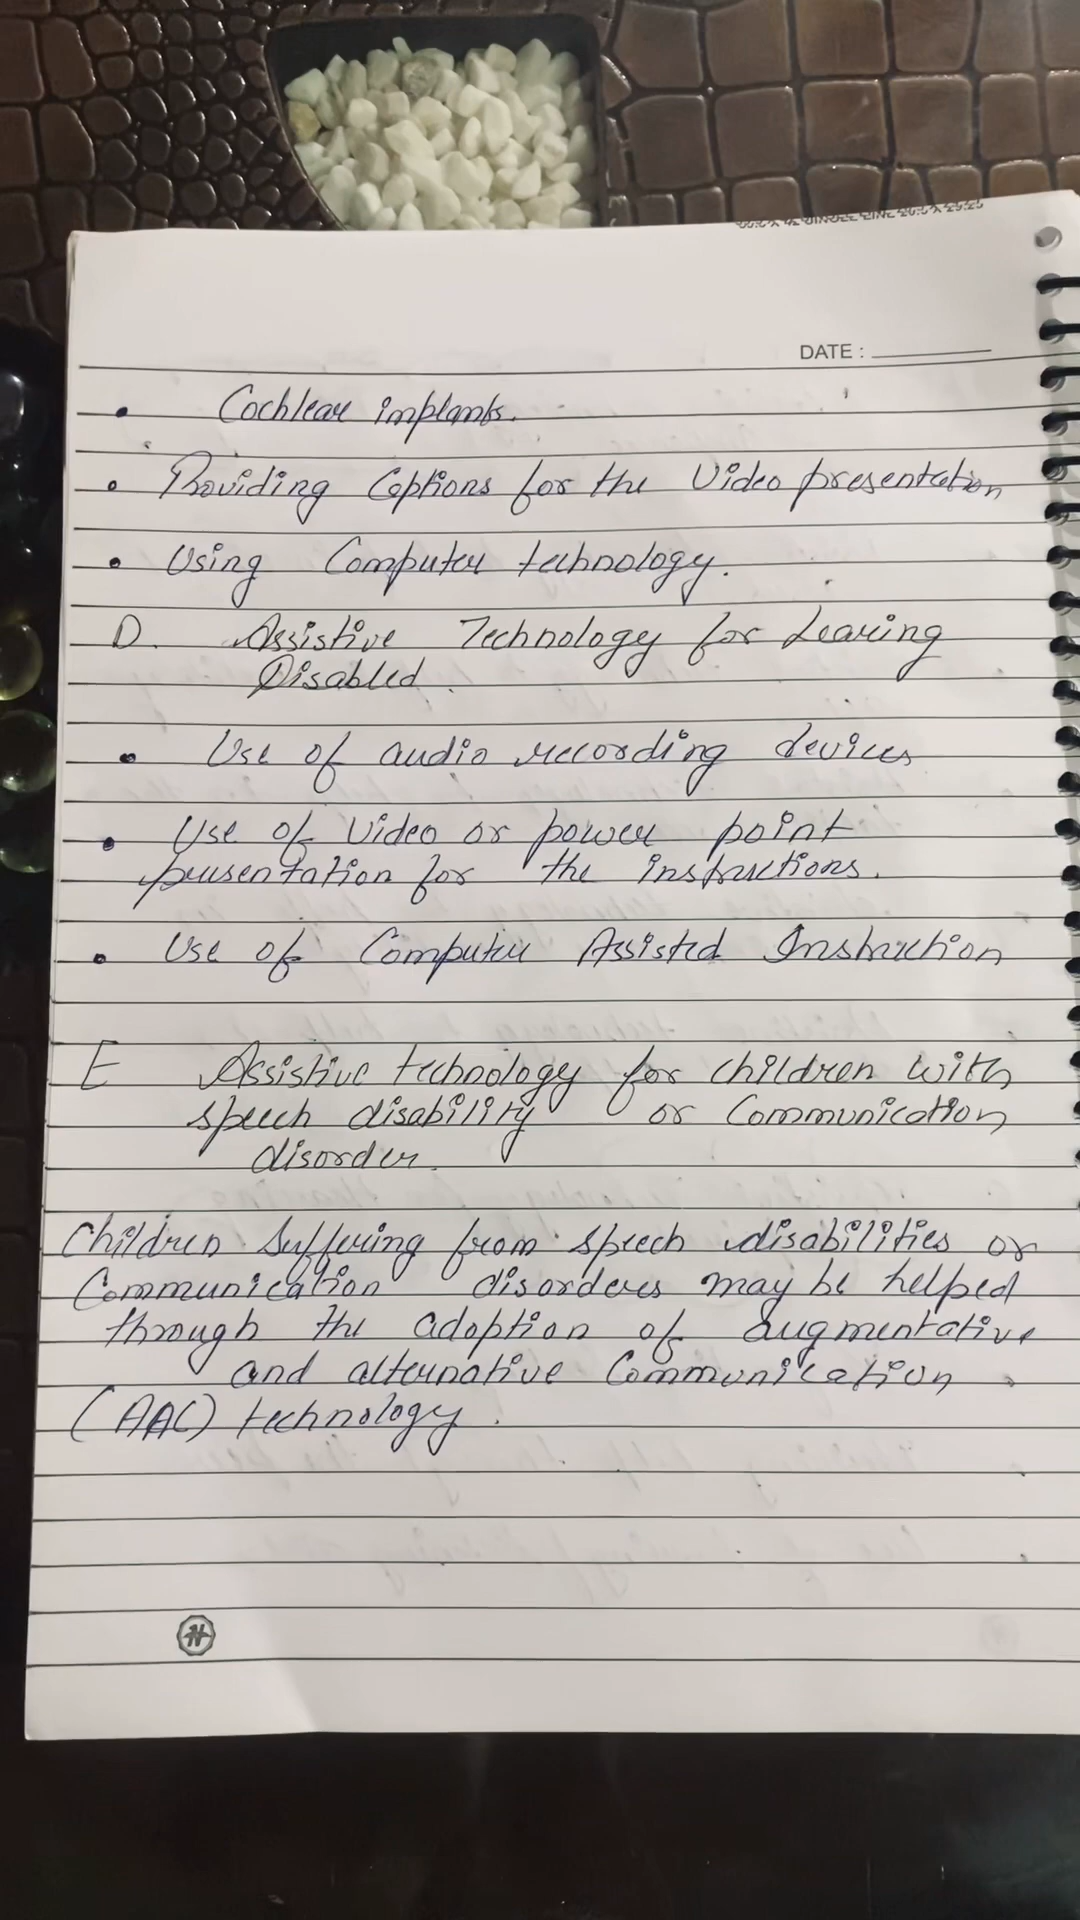 DATE :
• Cochlear implants.
• Providing Captions for the Video presentation
• Using Computer technology.
D. Assistive Technology for Learing
Disabled.
• Use of audio recording devices
• Use of Video or power point
presentation for the instructions.
• Use of Computer Assisted Instruction
E Assistive technology for children with
speech disability or Communication
disorder.
Children Suffering from speech disabilities or
Communication disorders may be helped
through the adoption of augmentative
and alternative Communication
(AAC) technology.